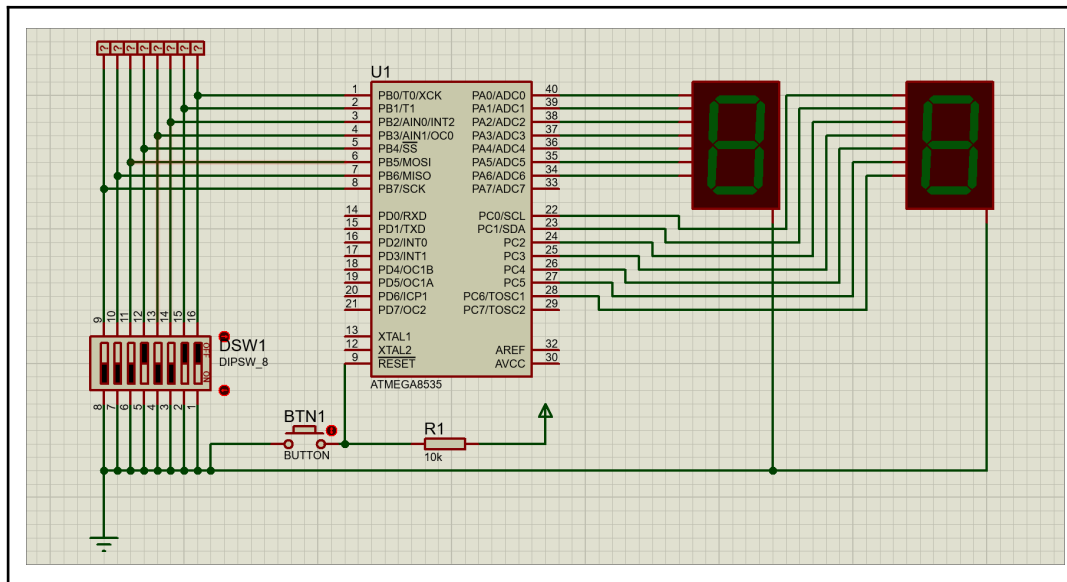 ? ? ? ? ? ? ? ?
U1
1 PB0/T0/XCK PA0/ADC0 40
2 PB1/T1 PA1/ADC1 39
3 PB2/AIN0/INT2 PA2/ADC2 38
4 PB3/AIN1/OC0 PA3/ADC3 37
5 PB4/SS PA4/ADC4 36
6 PB5/MOSI PA5/ADC5 35
7 PB6/MISO PA6/ADC6 34
8 PB7/SCK PA7/ADC7 33
14 PD0/RXD PC0/SCL 22
15 PD1/TXD PC1/SDA 23
16 PD2/INT0 PC2 24
17 PD3/INT1 PC3 25
18 PD4/OC1B PC4 26
19 PD5/OC1A PC5 27
20 PD6/ICP1 PC6/TOSC1 28
21 PD7/OC2 PC7/TOSC2 29
13 XTAL1
12 XTAL2 AREF 32
9 RESET AVCC 30
ATMEGA8535
9 10 11 12 13 14 15 16
DSW1
DIPSW_8
OFF
ON
8 7 6 5 4 3 2 1
BTN1
BUTTON
R1
10k